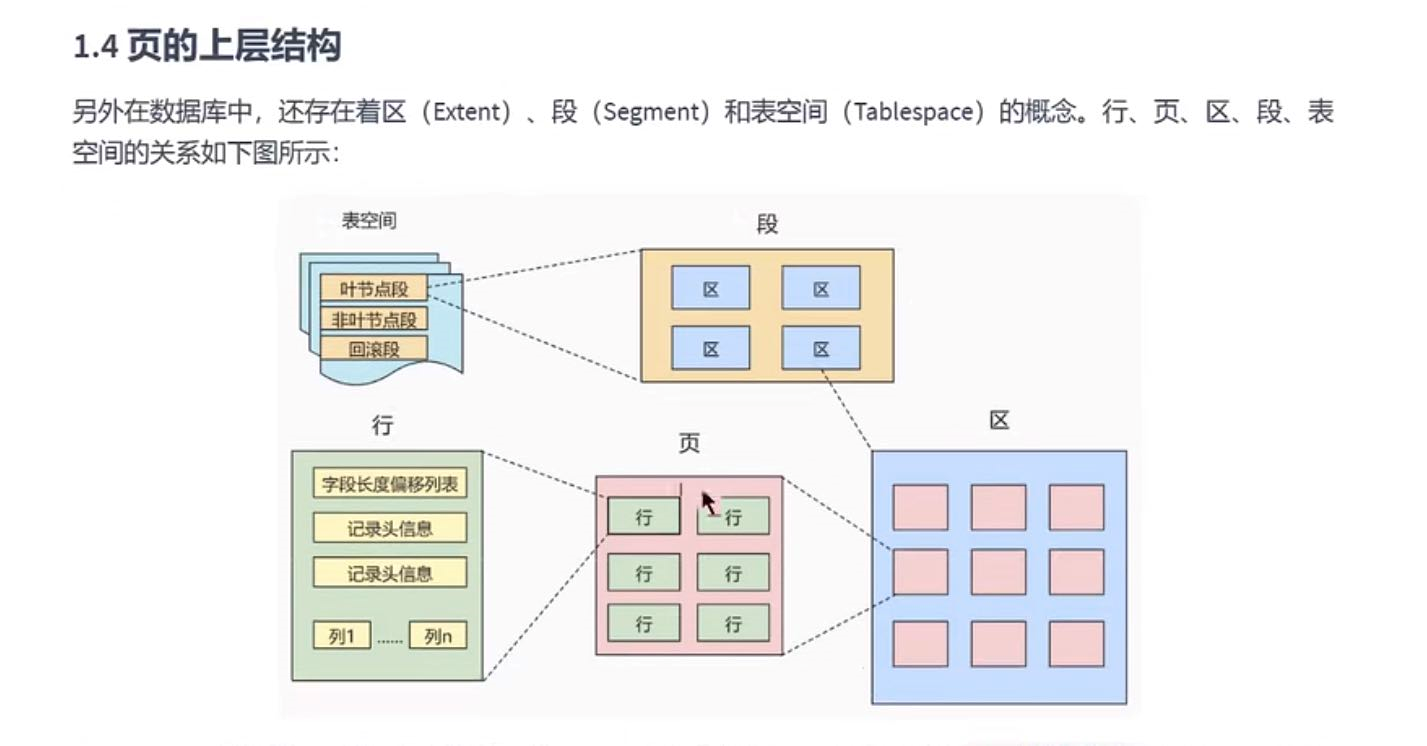 1.4 页的上层结构
另外在数据库中，还存在着区（Extent）、段（Segment）和表空间（Tablespace）的概念。行、页、区、段、表
空间的关系如下图所示：
表空间
段
叶节点段
非叶节点段
回滚段
区
区
区
区
行
页
区
字段长度偏移列表
记录头信息
记录头信息
列1
……
列n
行
行
行
行
行
行